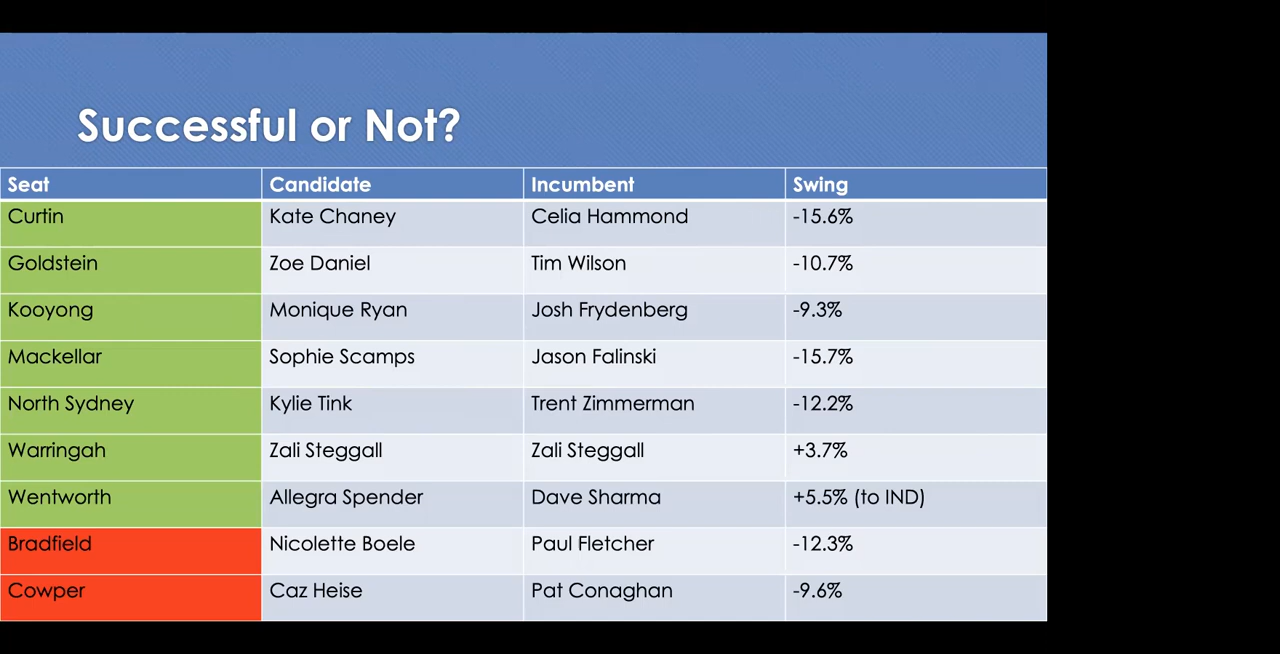 Successful or Not?
Seat Candidate Incumbent Swing
Curtin Kate Chaney Celia Hammond -15.6%
Goldstein Zoe Daniel Tim Wilson -10.7%
Kooyong Monique Ryan Josh Frydenberg -9.3%
Mackellar Sophie Scamps Jason Falinski -15.7%
North Sydney Kylie Tink Trent Zimmerman -12.2%
Warringah Zali Steggall Zali Steggall +3.7%
Wentworth Allegra Spender Dave Sharma +5.5% (to IND)
Bradfield Nicolette Boele Paul Fletcher -12.3%
Cowper Caz Heise Pat Conaghan -9.6%